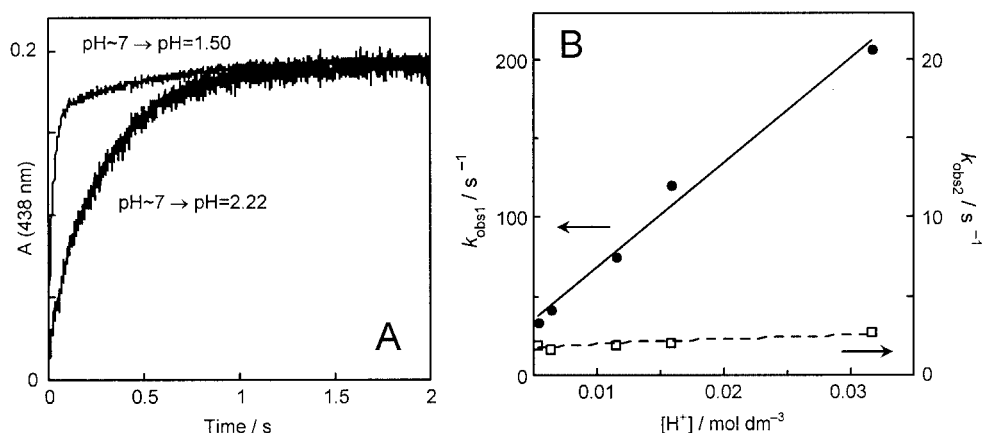 A (438 nm)
0.2
0
pH~7 → pH=1.50
pH~7 → pH=2.22
A
0
0.5
1
1.5
2
Time / s
B
k_obs1 / s⁻¹
200
100
0
k_obs2 / s⁻¹
20
10
0
0.01
0.02
0.03
[H⁺] / mol dm⁻³